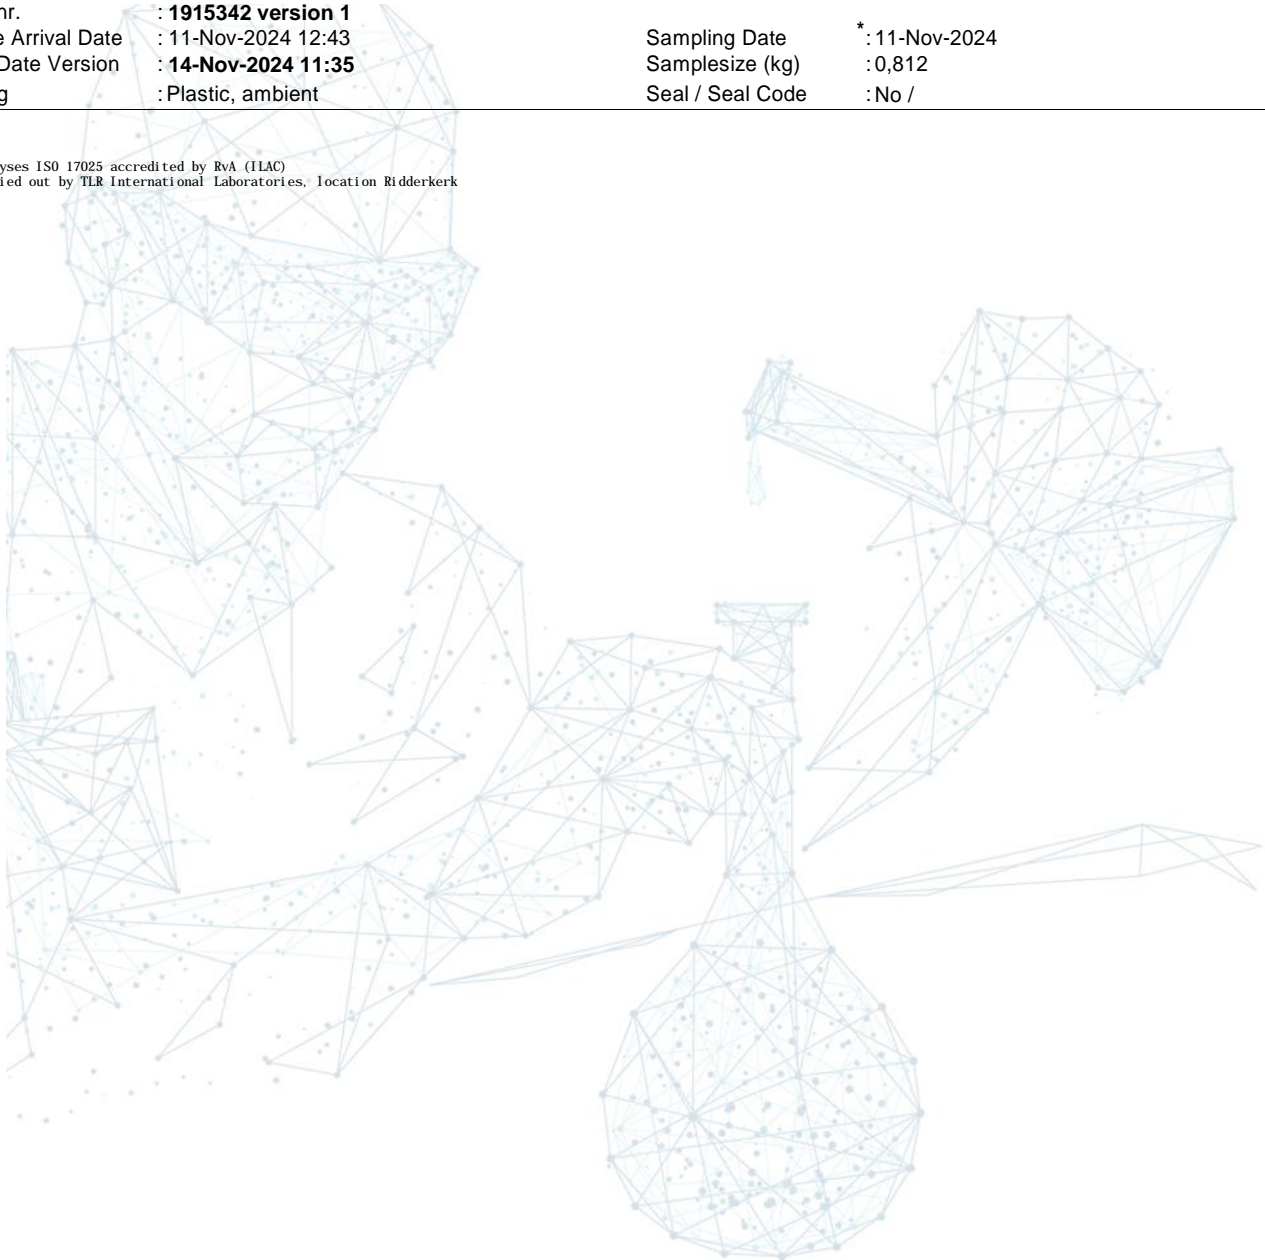 nr. : 1915342 version 1
e Arrival Date : 11-Nov-2024 12:43 Sampling Date *: 11-Nov-2024
Date Version : 14-Nov-2024 11:35 Samplesize (kg) : 0,812
g : Plastic, ambient Seal / Seal Code : No /
yses ISO 17025 accredited by RvA (ILAC)
ied out by TLR International Laboratories, location Ridderkerk